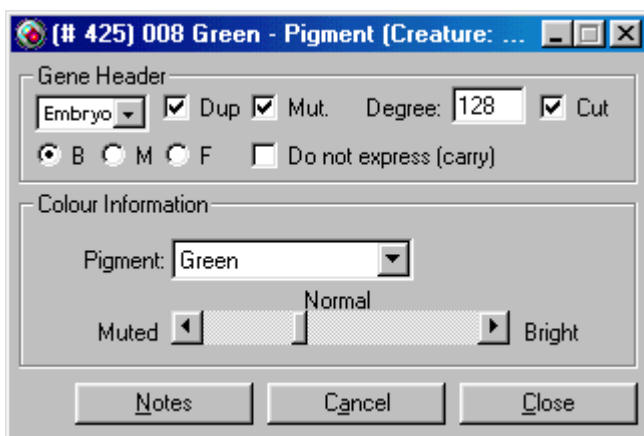 (# 425) 008 Green - Pigment (Creature: ...
Gene Header
Embryo Dup Mut. Degree: 128 Cut
B M F Do not express (carry)
Colour Information
Pigment: Green
Normal
Muted Bright
Notes Cancel Close